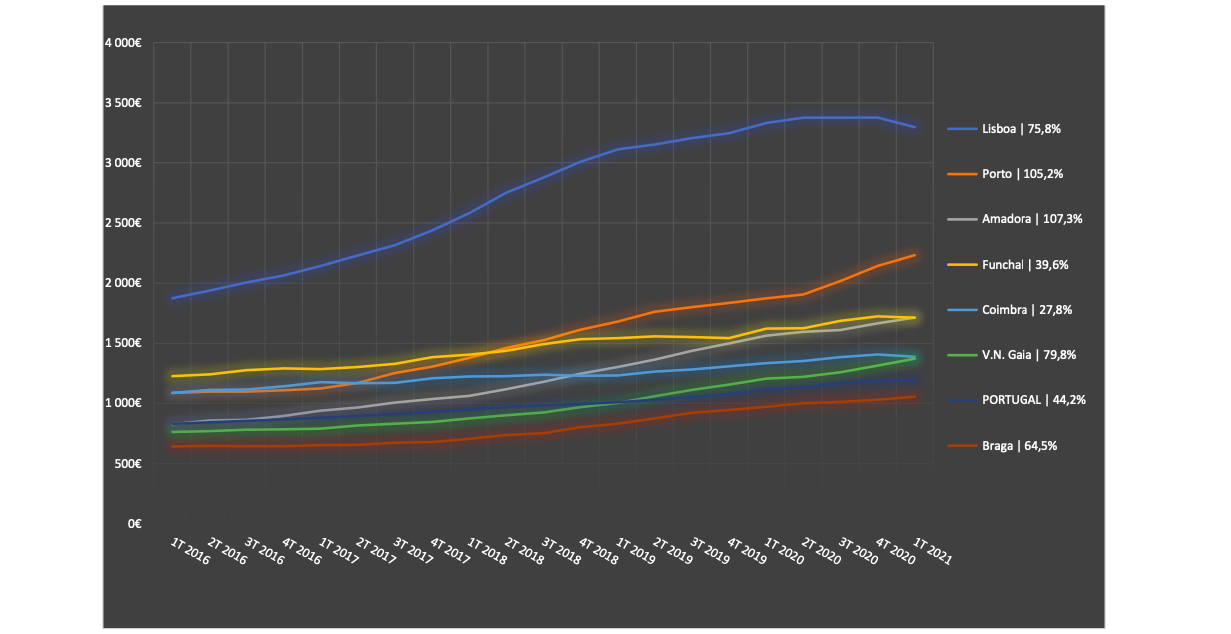 4 000€
3 500€
3 000€
2 500€
2 000€
1 500€
1 000€
500€
0€
1T 2016
2T 2016
3T 2016
4T 2016
1T 2017
2T 2017
3T 2017
4T 2017
1T 2018
2T 2018
3T 2018
4T 2018
1T 2019
2T 2019
3T 2019
4T 2019
1T 2020
2T 2020
3T 2020
4T 2020
1T 2021
Lisboa | 75,8%
Porto | 105,2%
Amadora | 107,3%
Funchal | 39,6%
Coimbra | 27,8%
V.N. Gaia | 79,8%
PORTUGAL | 44,2%
Braga | 64,5%